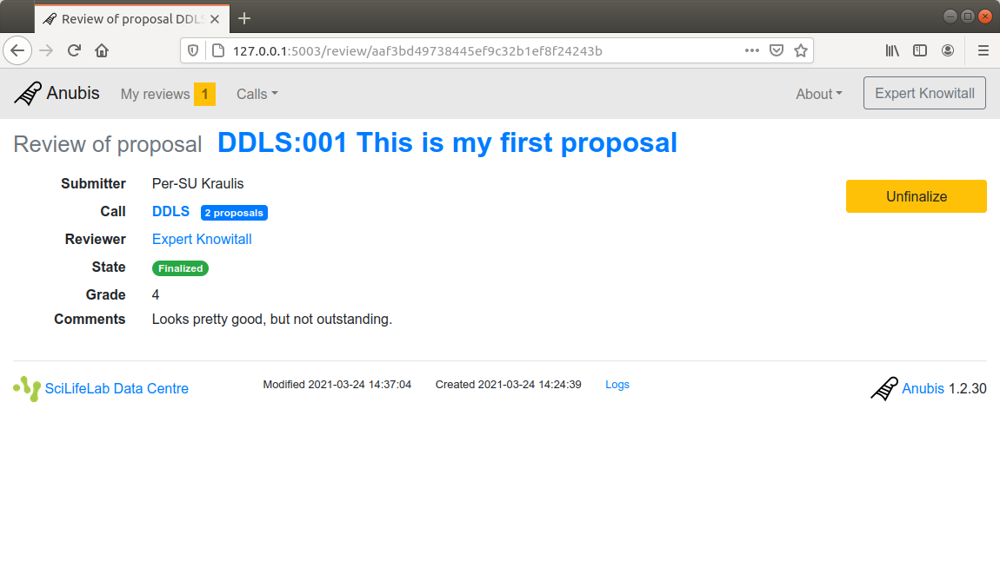 Review of proposal DDLS
127.0.0.1:5003/review/aaf3bd49738445ef9c32b1ef8f24243b
Anubis My reviews 1 Calls About Expert Knowitall
Review of proposal DDLS:001 This is my first proposal
Submitter Per-SU Kraulis
Unfinalize
Call DDLS 2 proposals
Reviewer Expert Knowitall
State Finalized
Grade 4
Comments Looks pretty good, but not outstanding.
SciLifeLab Data Centre Modified 2021-03-24 14:37:04 Created 2021-03-24 14:24:39 Logs Anubis 1.2.30